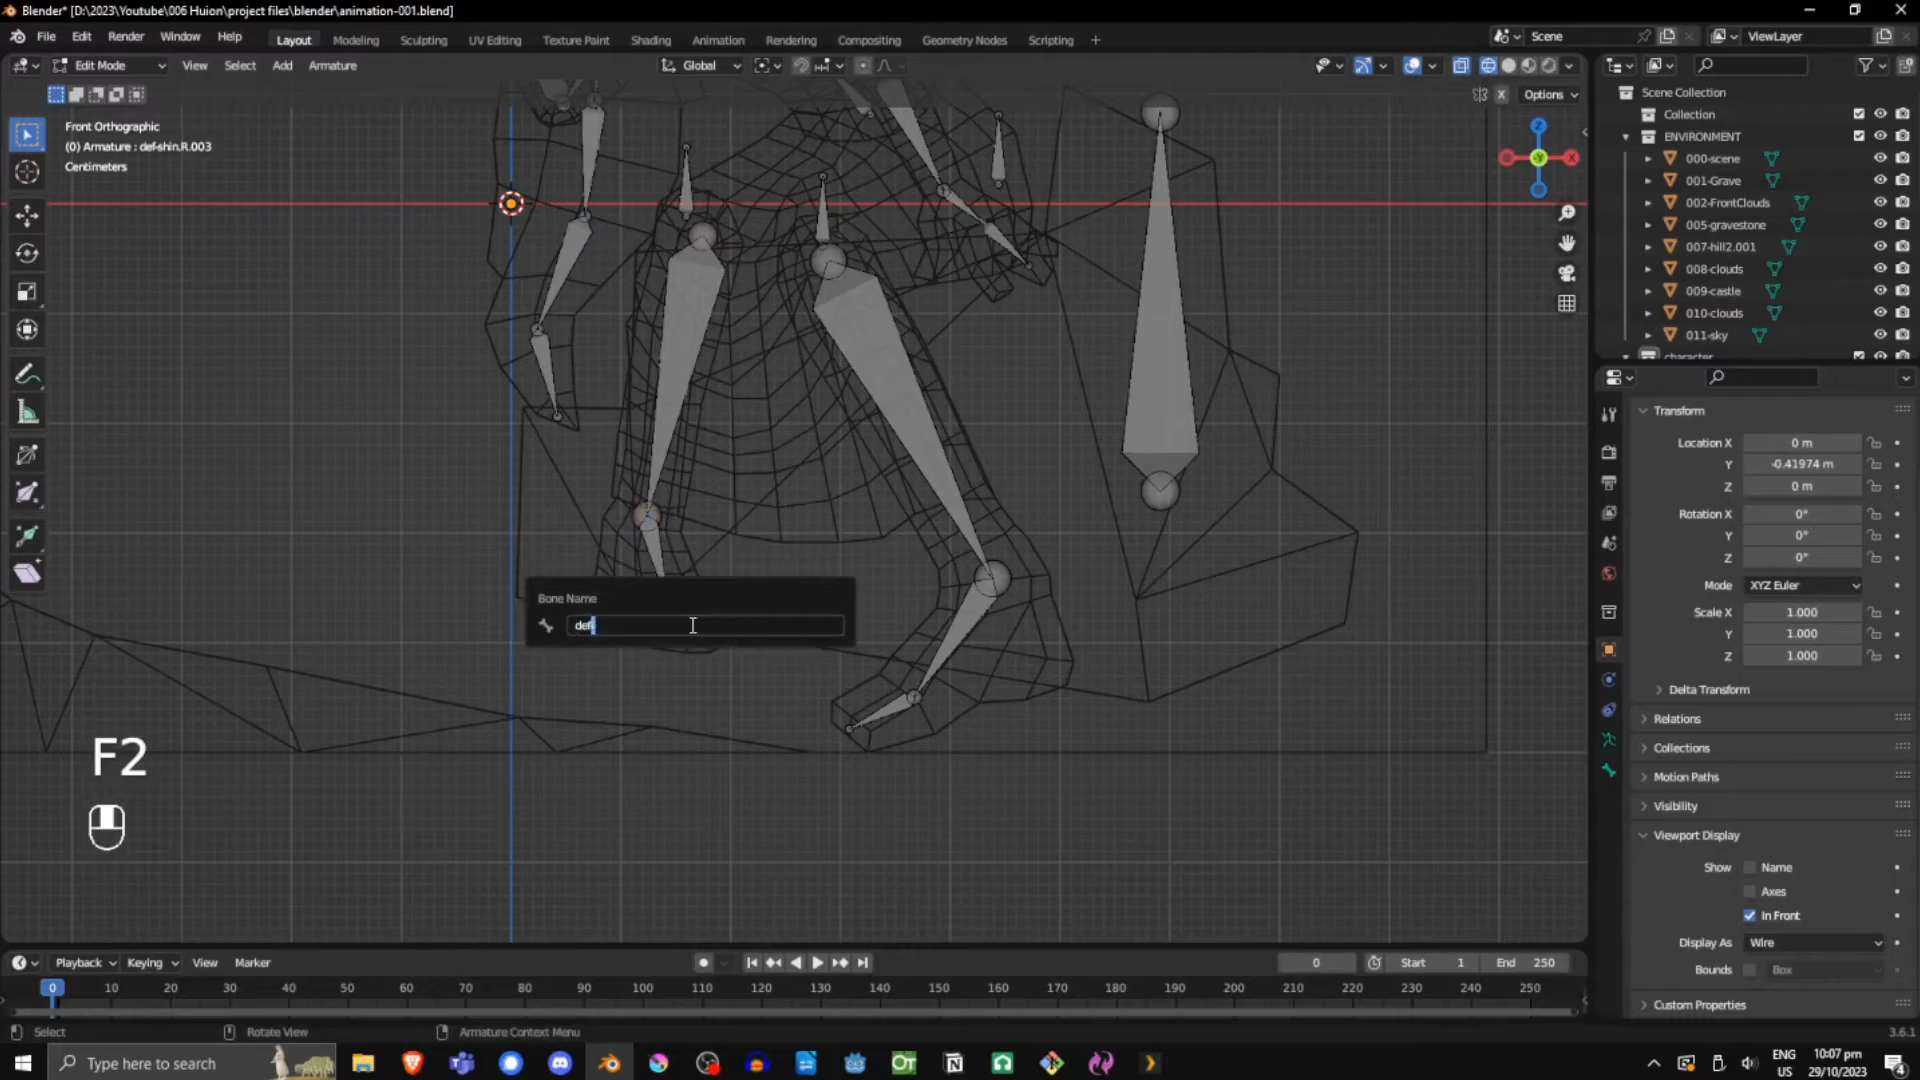 Blender* [D:\2023\Youtube\006 Huion\project files\blender\animation-001.blend]
File Edit Render Window Help Layout Modeling Sculpting UV Editing Texture Paint Shading Animation Rendering Compositing Geometry Nodes Scripting + Scene ViewLayer
Edit Mode View Select Add Armature Global
X Options
Front Orthographic
(0) Armature : def-shin.R.003
Centimeters
Z
Y
X
Scene Collection
Collection
ENVIRONMENT
000-scene
001-Grave
002-FrontClouds
005-gravestone
007-hill2.001
008-clouds
009-castle
010-clouds
011-sky
character
Transform
Location X 0 m
Y -0.41974 m
Z 0 m
Rotation X 0°
Y 0°
Z 0°
Mode XYZ Euler
Scale X 1.000
Y 1.000
Z 1.000
Delta Transform
Relations
Collections
Motion Paths
Visibility
Viewport Display
Show Name
Axes
In Front
Display As Wire
Bounds Box
Custom Properties
Bone Name
def-
F2
Playback Keying View Marker 0 Start 1 End 250
0 10 20 30 40 50 60 70 80 90 100 110 120 130 140 150 160 170 180 190 200 210 220 230 240 250
Select Rotate View Armature Context Menu 3.6.1
Type here to search
ENG
US
10:07 pm
29/10/2023
4